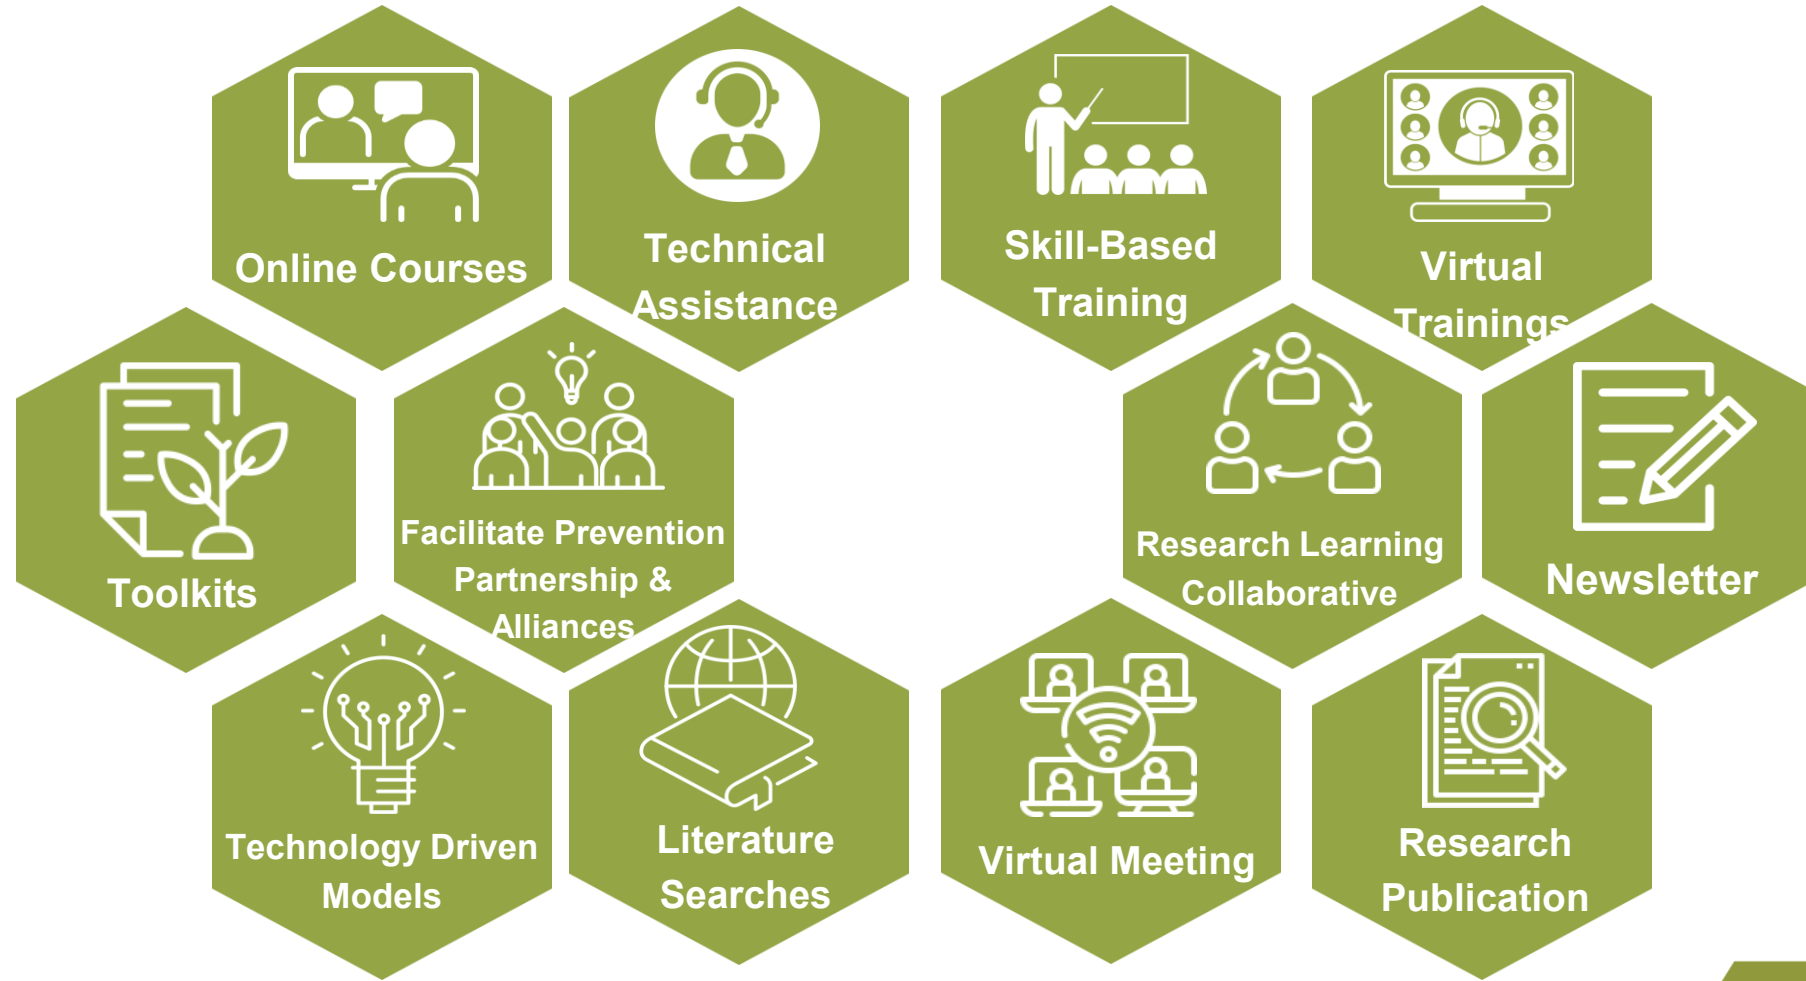 Online Courses
Technical
Assistance
Skill-Based
Training
Virtual
Trainings
Toolkits
Facilitate Prevention
Partnership &
Alliances
Research Learning
Collaborative
Newsletter
Technology Driven
Models
Literature
Searches
Virtual Meeting
Research
Publication